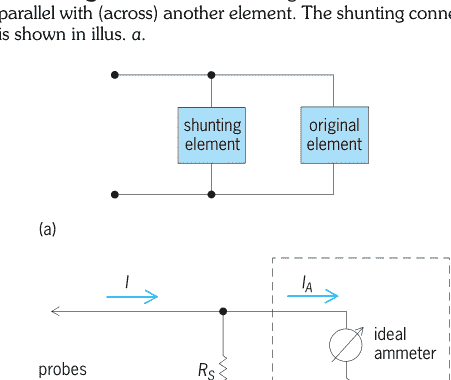 parallel with (across) another element. The shunting
is shown in illus. a.
shunting
element
original
element
(a)
I
I_A
ideal
ammeter
probes
R_S